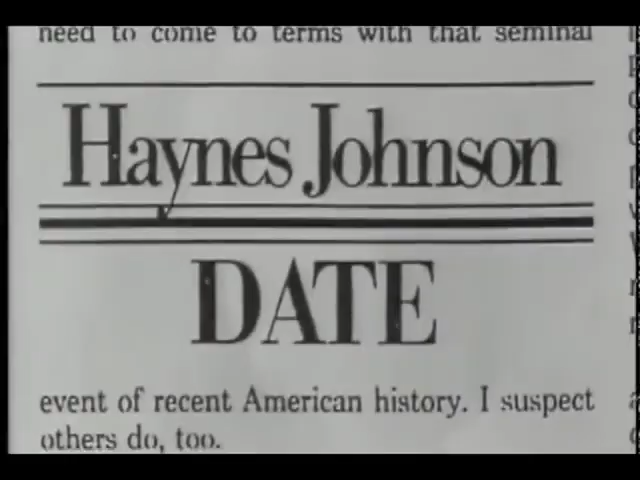 need to come to terms with that seminal
Haynes Johnson
DATE
event of recent American history. I suspect
others do, too.